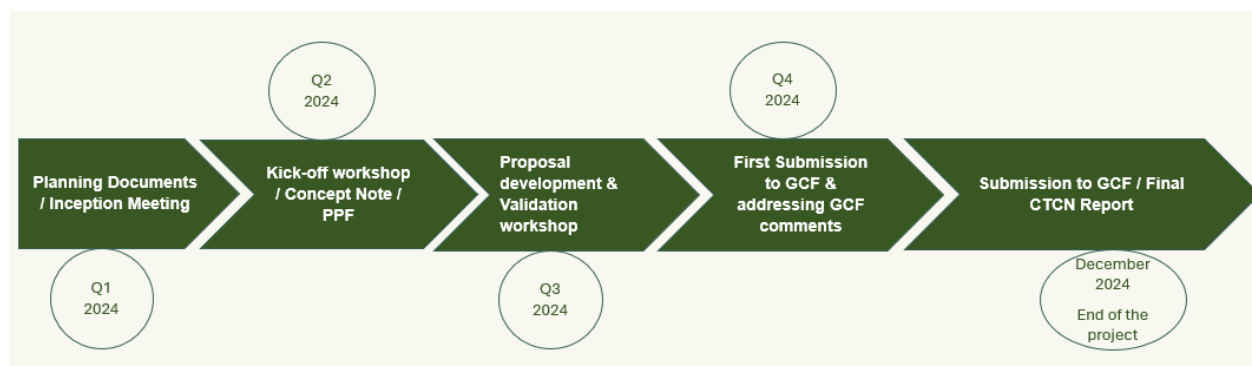 Q2
2024
Q4
2024
Planning Documents
/ Inception Meeting
Kick-off workshop
/ Concept Note /
PPF
Proposal
development &
Validation
workshop
First Submission
to GCF &
addressing GCF
comments
Submission to GCF / Final
CTCN Report
Q1
2024
Q3
2024
December
2024
End of the
project